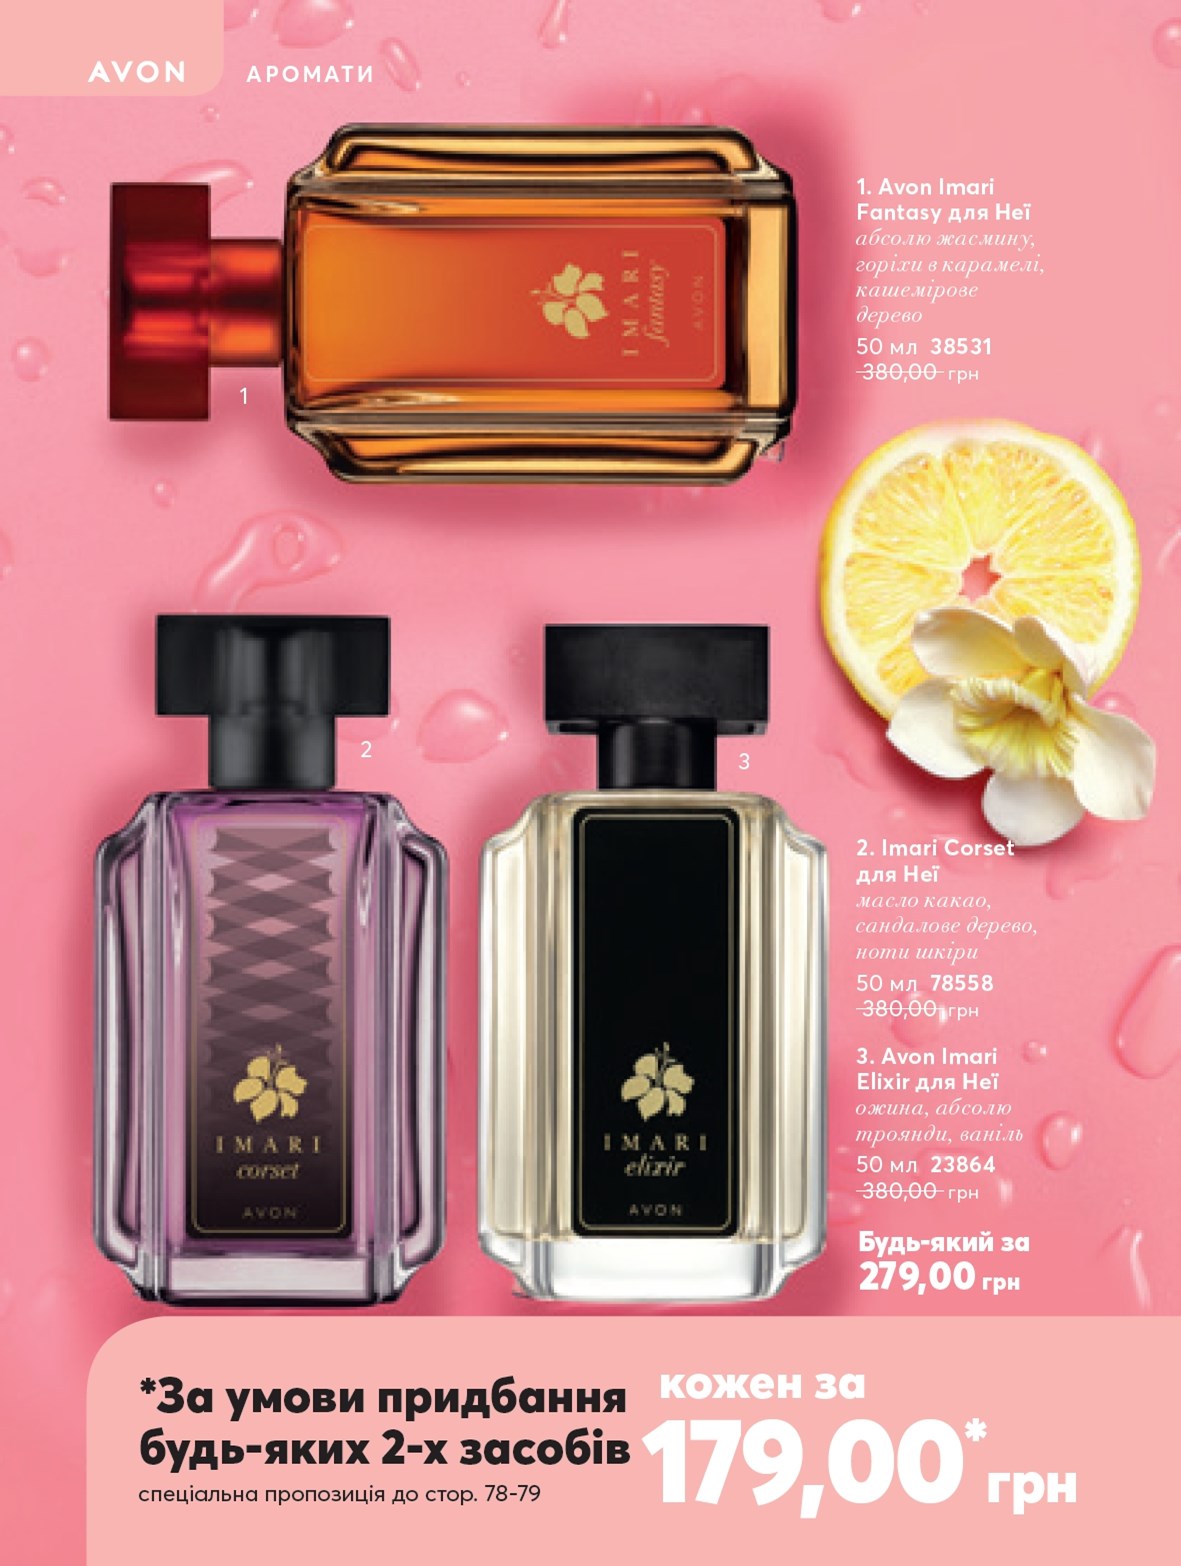 AVON АРОМАТИ
1. Avon Imari
Fantasy для Неї
абсолю жасмину,
горіхи в карамелі,
кашемірове
дерево
50 мл 38531
380,00 грн
IMARI
fantasy
AVON
1
2
3
2. Imari Corset
для Неї
масло какао,
сандалове дерево,
ноти шкіри
50 мл 78558
380,00 грн
3. Avon Imari
Elixir для Неї
ожина, абсолю
троянди, ваніль
50 мл 23864
380,00 грн
IMARI
corset
AVON
IMARI
elixir
AVON
Будь-який за
279,00 грн
*За умови придбання
будь-яких 2-х засобів
спеціальна пропозиція до стор. 78-79
кожен за
179,00* грн